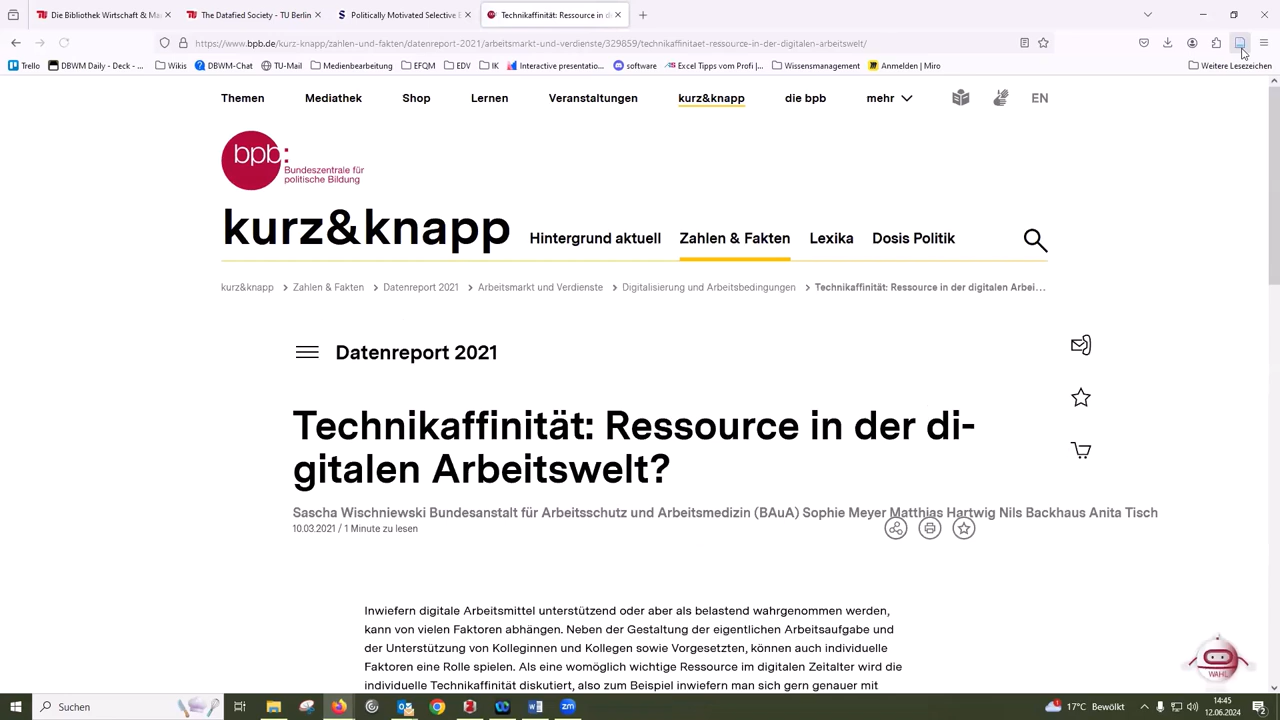 Die Bibliothek Wirtschaft & Ma
The Datafied Society - TU Berlin
Politically Motivated Selective
Technikaffinität: Ressource in d
https://www.bpb.de/kurz-knapp/zahlen-und-fakten/datenreport-2021/arbeitsmarkt-und-verdienste/329859/technikaffinitaet-ressource-in-der-digitalen-arbeitswelt/
Trello DBWM Daily - Deck - ... Wikis DBWM-Chat TU-Mail Medienbearbeitung EFQM EDV IK Interactive presentatio... software Excel Tipps vom Profi |... Wissensmanagement Anmelden | Miro Weitere Lesezeichen
Themen Mediathek Shop Lernen Veranstaltungen kurz&knapp die bpb mehr EN
bpb:
Bundeszentrale für
politische Bildung
kurz&knapp Hintergrund aktuell Zahlen & Fakten Lexika Dosis Politik
kurz&knapp > Zahlen & Fakten > Datenreport 2021 > Arbeitsmarkt und Verdienste > Digitalisierung und Arbeitsbedingungen > Technikaffinität: Ressource in der digitalen Arbei...
Datenreport 2021
Technikaffinität: Ressource in der di-
gitalen Arbeitswelt?
Sascha Wischniewski Bundesanstalt für Arbeitsschutz und Arbeitsmedizin (BAuA) Sophie Meyer Matthias Hartwig Nils Backhaus Anita Tisch
10.03.2021 / 1 Minute zu lesen
Inwiefern digitale Arbeitsmittel unterstützend oder aber als belastend wahrgenommen werden,
kann von vielen Faktoren abhängen. Neben der Gestaltung der eigentlichen Arbeitsaufgabe und
der Unterstützung von Kolleginnen und Kollegen sowie Vorgesetzten, können auch individuelle
Faktoren eine Rolle spielen. Als eine womöglich wichtige Ressource im digitalen Zeitalter wird die
individuelle Technikaffinität diskutiert, also zum Beispiel inwiefern man sich gern genauer mit
WAHL
Suchen
17°C Bewölkt
14:45
12.06.2024